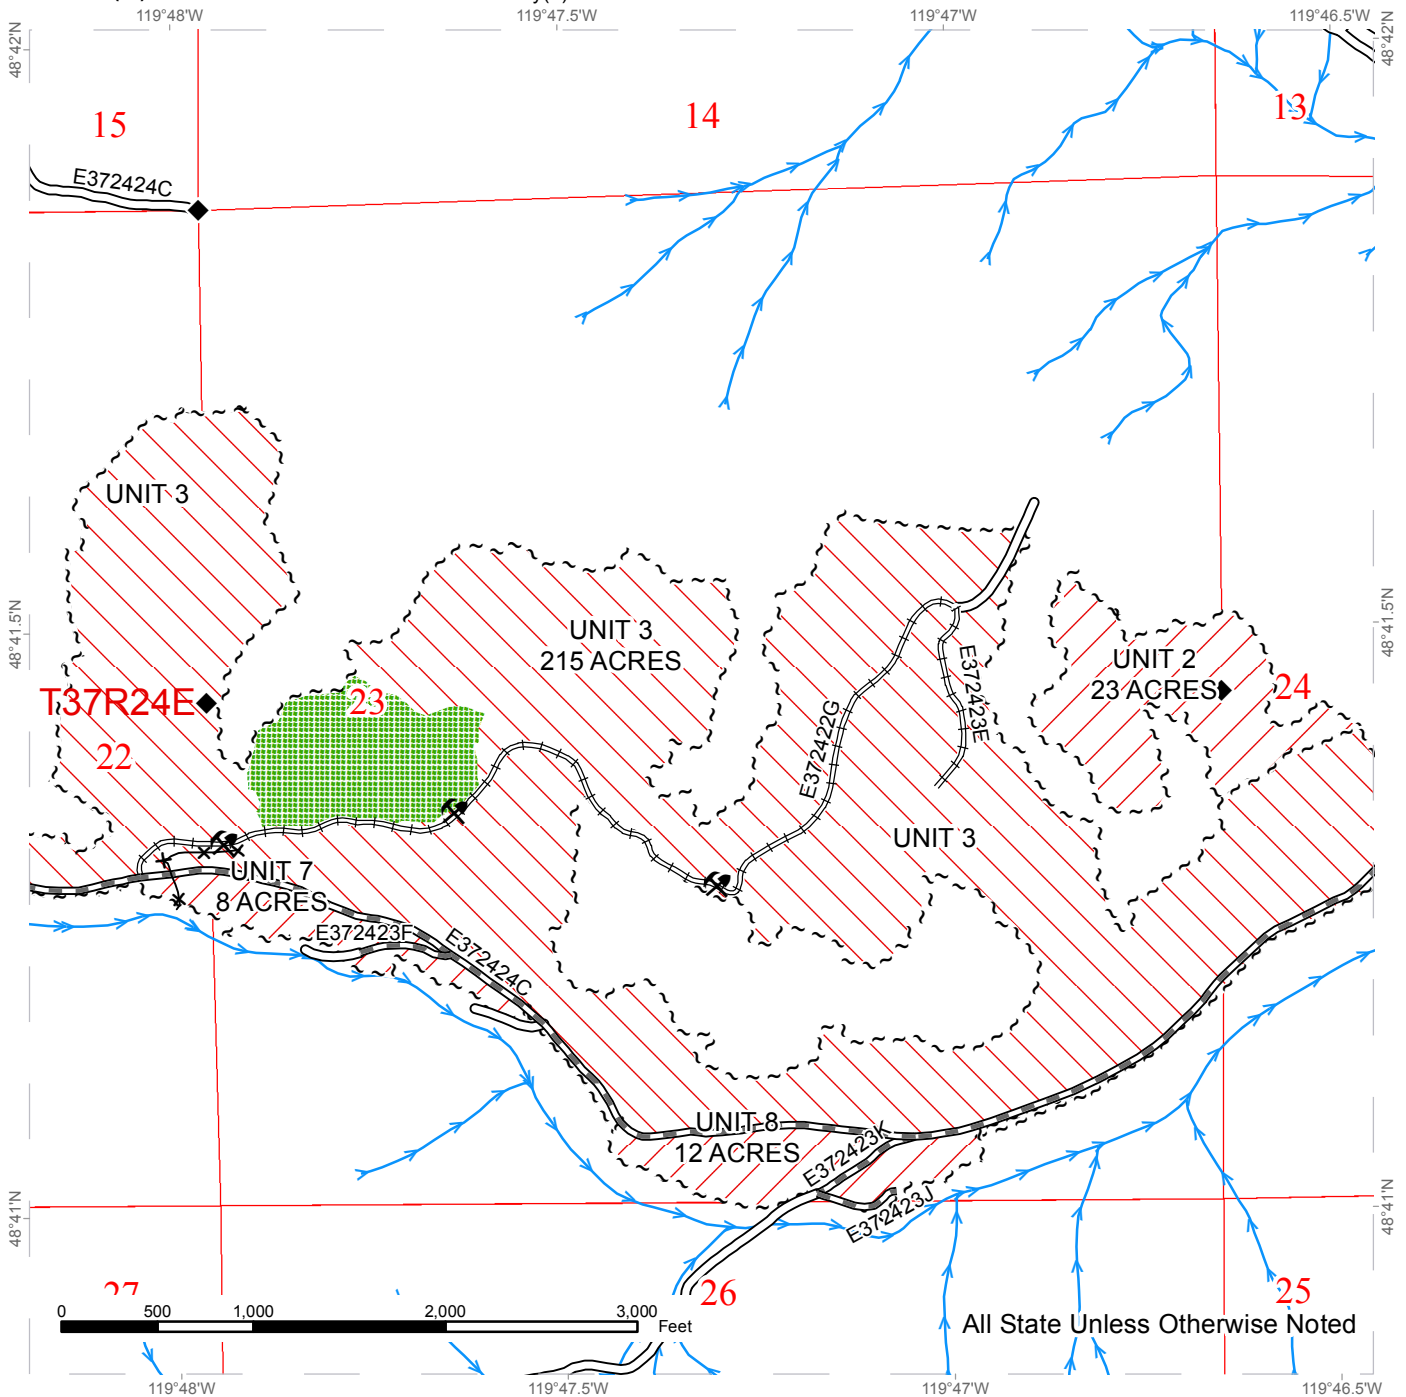 119°48'W
119°47.5'W
119°47'W
119°46.5'W
48°42'N
48°42'N
15
14
13
E372424C
UNIT 3
48°41.5'N
48°41.5'N
UNIT 3
215 ACRES
UNIT 2
23 ACRES
E372423E
T37R24E
23
24
E372422G
22
UNIT 3
UNIT 7
8 ACRES
E372423F
E372424C
UNIT 8
12 ACRES
E372423K
E372423J
48°41'N
48°41'N
27
26
25
0
500
1,000
2,000
3,000
Feet
All State Unless Otherwise Noted
119°48'W
119°47.5'W
119°47'W
119°46.5'W